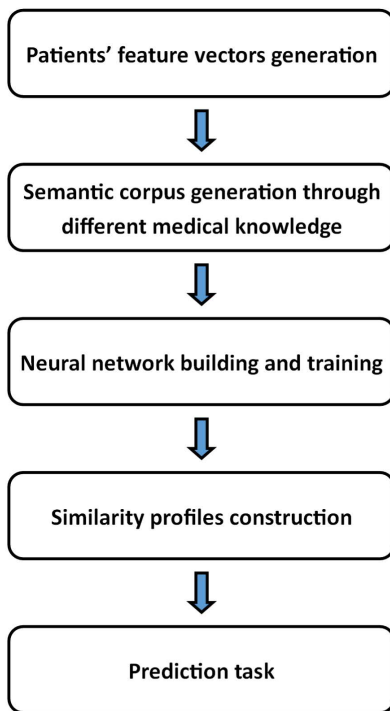 Patients’ feature vectors generation
Semantic corpus generation through
different medical knowledge
Neural network building and training
Similarity profiles construction
Prediction task